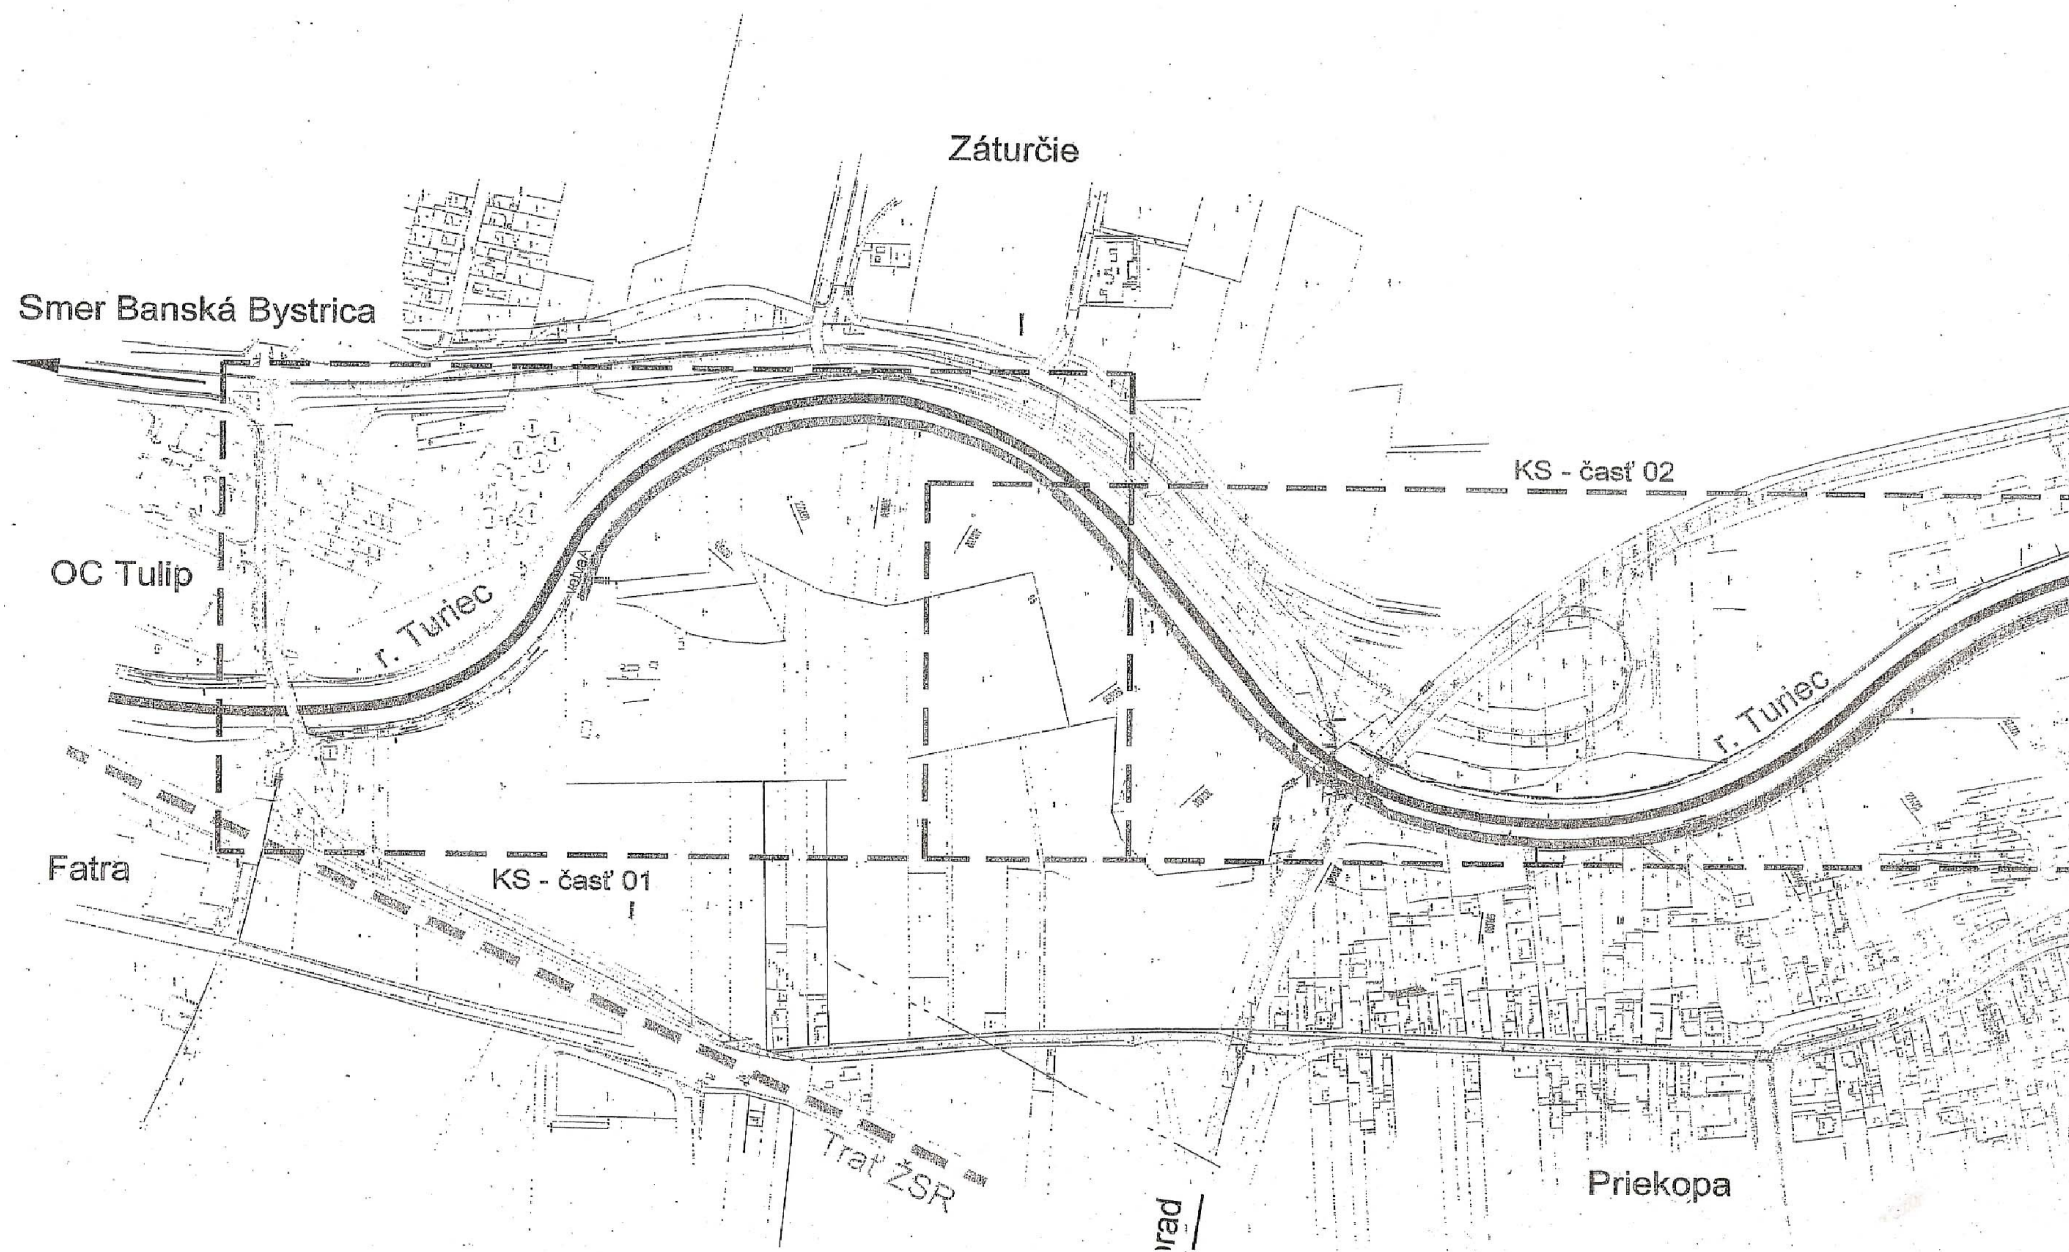 Záturčie
Smer Banská Bystrica
KS - časť 02
OC Tulip
r. Turiec
r. Turiec
Fatra
KS - časť 01
Trať ŽSR
Priekopa